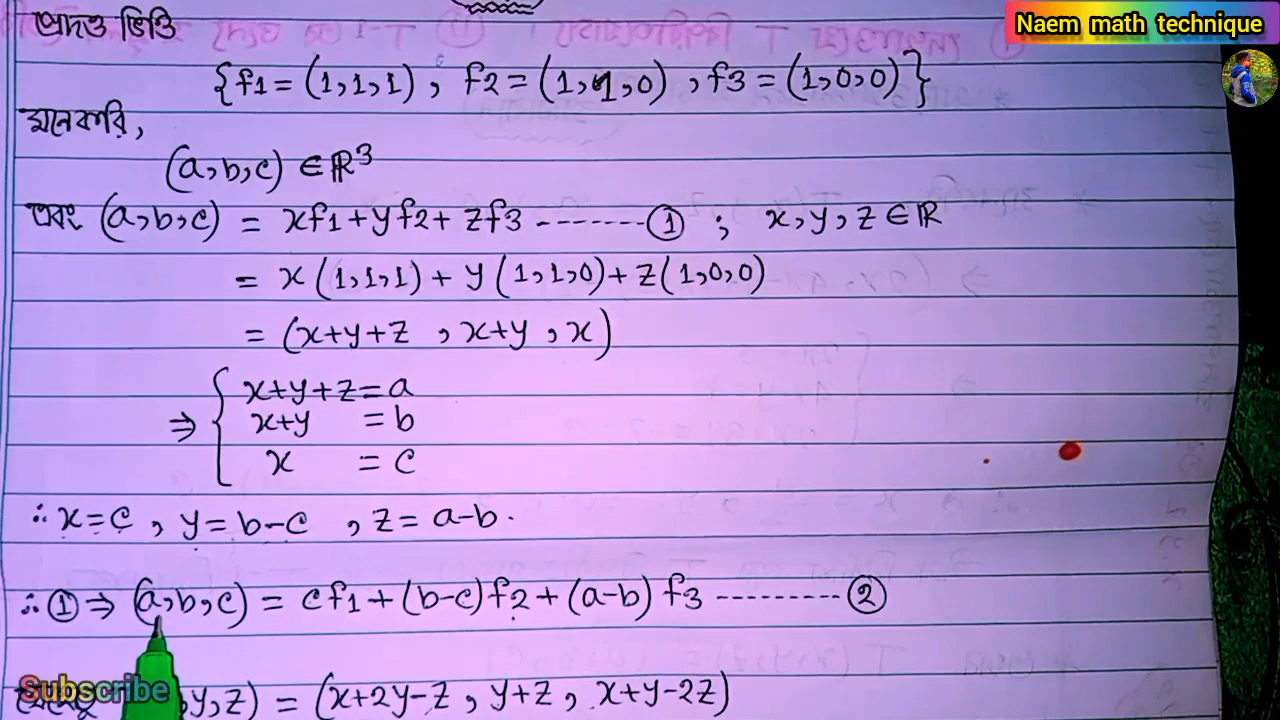 Naem math technique
প্রদত্ত ভিত্তি
{f1 = (1,1,1) , f2 = (1,1,0) , f3 = (1,0,0)}
মনেকরি,
(a,b,c) ∈ ℝ³
এবং (a,b,c) = xf1+yf2+zf3 -------- ① ; x,y,z ∈ ℝ
= x(1,1,1) + y(1,1,0) + z(1,0,0)
= (x+y+z , x+y , x)
⇒ { x+y+z = a
x+y = b
x = c
∴ x=c , y=b-c , z=a-b.
∴ ① ⇒ (a,b,c) = cf1+(b-c)f2+(a-b)f3 ---------- ②
Subscribe
,y,z) = (x+2y-z , y+z , x+y-2z)